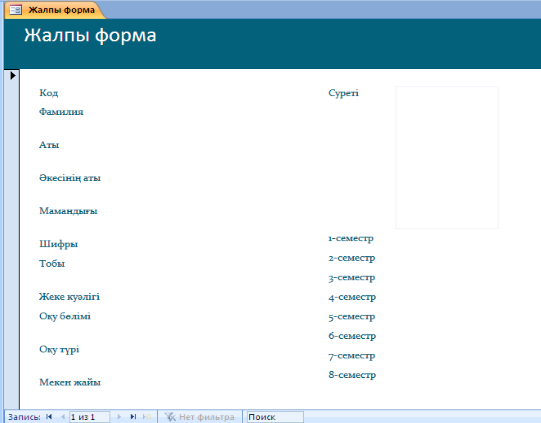 Жалпы форма
Жалпы форма
Код
Фамилия
Аты
Әкесінің аты
Мамандығы
Шифры
Тобы
Жеке куәлігі
Оқу бөлімі
Оқу түрі
Мекен жайы
Суреті
1-семестр
2-семестр
3-семестр
4-семестр
5-семестр
6-семестр
7-семестр
8-семестр
Запись: 1 из 1 Нет фильтра Поиск